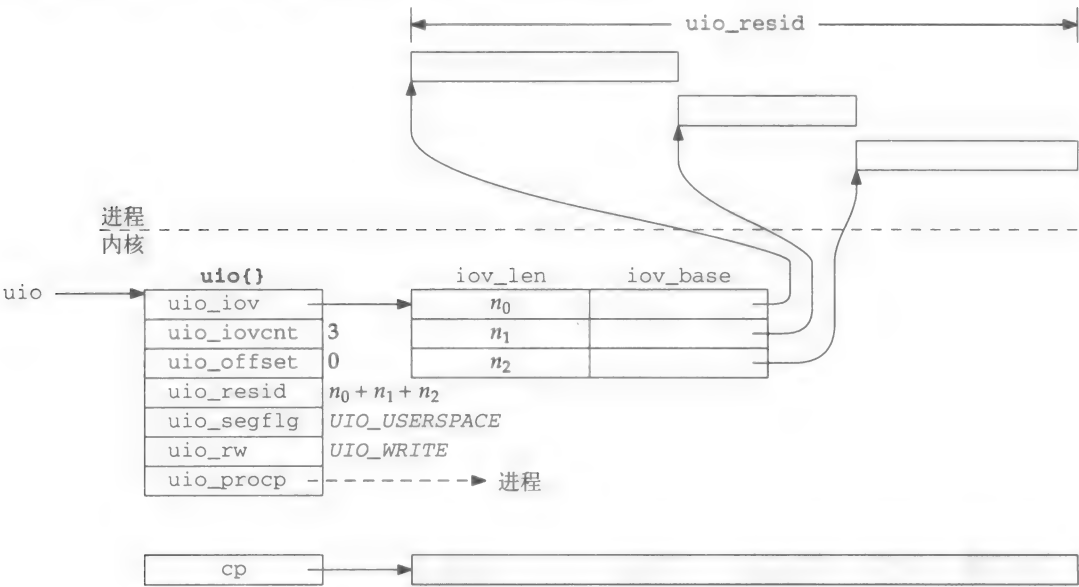 uio_resid
进程
内核
uio
uio{}
iov_len iov_base
uio_iov n₀
uio_iovcnt 3 n₁
uio_offset 0 n₂
uio_resid n₀ + n₁ + n₂
uio_segflg UIO_USERSPACE
uio_rw UIO_WRITE
uio_procp 进程
cp